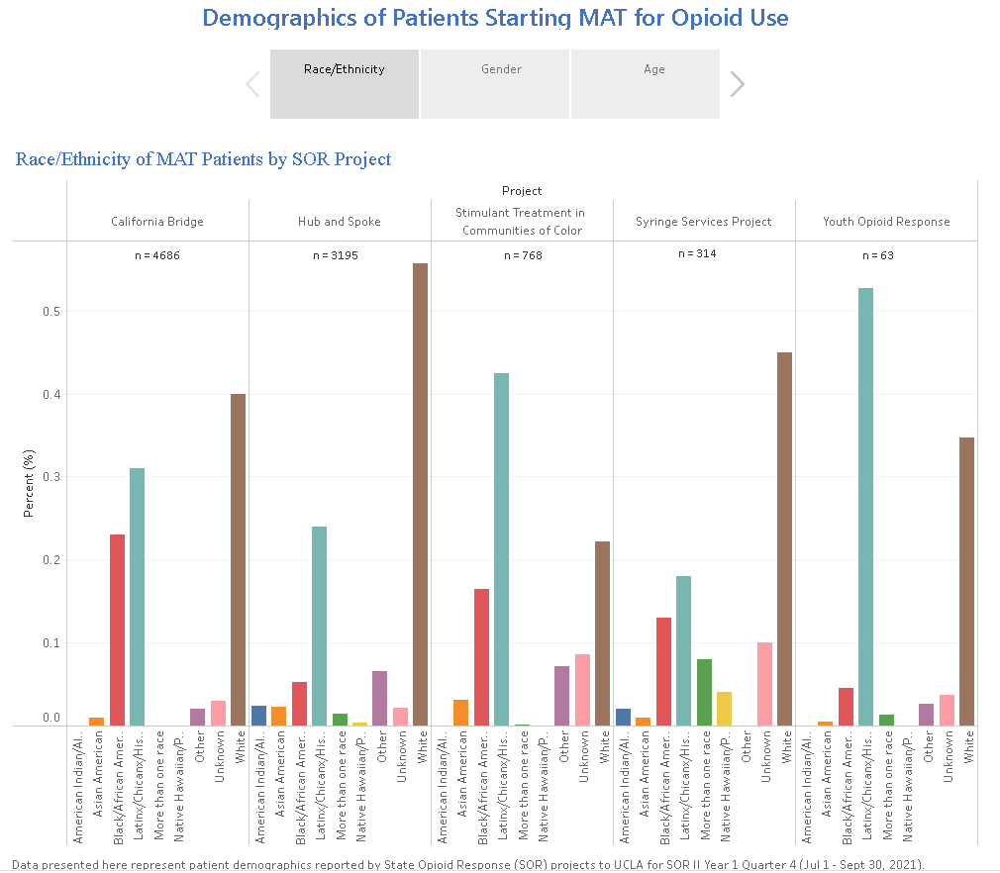 Demographics of Patients Starting MAT for Opioid Use
Race/Ethnicity
Gender
Age
Race/Ethnicity of MAT Patients by SOR Project
Project
California Bridge
Hub and Spoke
Stimulant Treatment in
Communities of Color
Syringe Services Project
Youth Opioid Response
n = 4686
n = 3195
n = 768
n = 314
n = 63
Percent (%)
0.5
0.4
0.3
0.2
0.1
0.0
American Indian/Al..
Asian American
Black/African Amer..
Latinx/Chicanx/His..
More than one race
Native Hawaiian/P..
Other
Unknown
White
American Indian/Al..
Asian American
Black/African Amer..
Latinx/Chicanx/His..
More than one race
Native Hawaiian/P..
Other
Unknown
White
American Indian/Al..
Asian American
Black/African Amer..
Latinx/Chicanx/His..
More than one race
Native Hawaiian/P..
Other
Unknown
White
American Indian/Al..
Asian American
Black/African Amer..
Latinx/Chicanx/His..
More than one race
Native Hawaiian/P..
Other
Unknown
White
American Indian/Al..
Asian American
Black/African Amer..
Latinx/Chicanx/His..
More than one race
Native Hawaiian/P..
Other
Unknown
White
Data presented here represent patient demographics reported by State Opioid Response (SOR) projects to UCLA for SOR II Year 1 Quarter 4 (Jul 1 - Sept 30, 2021).